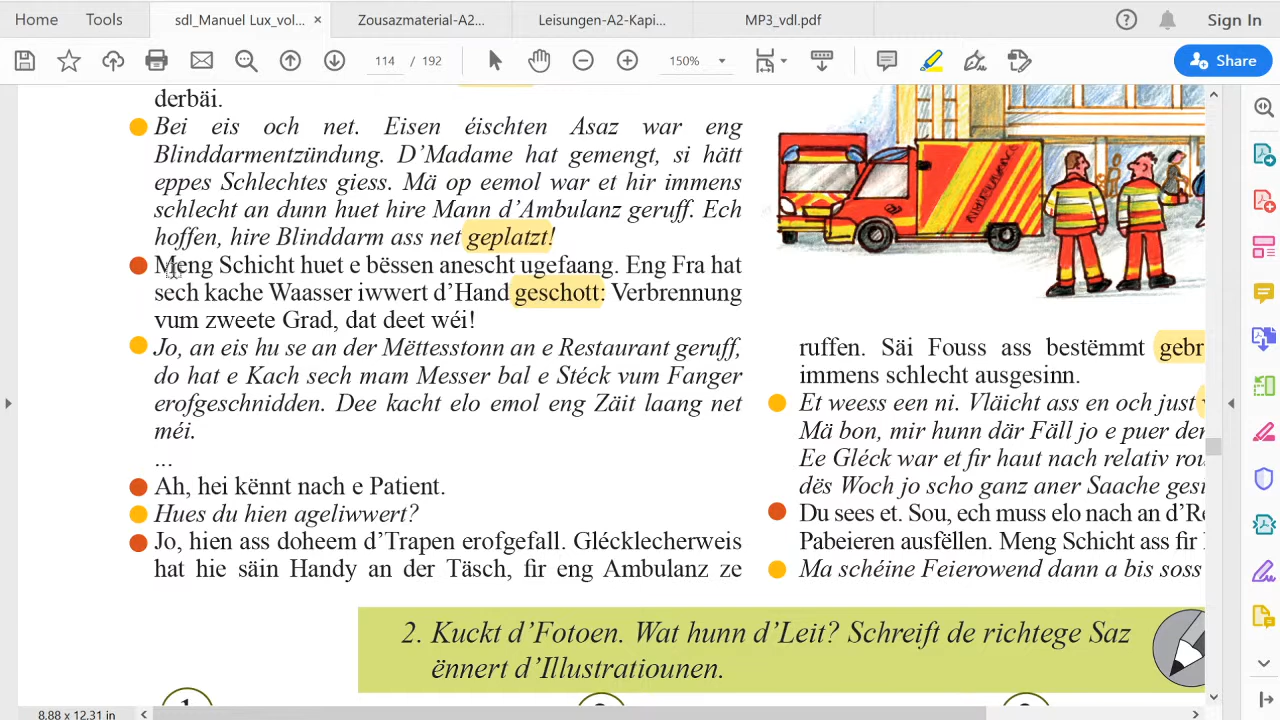 Home
Tools
sdl_Manuel Lux_vol...
×
Zousazmaterial-A2...
Leisungen-A2-Kapi...
MP3_vdl.pdf
Sign In
114 / 192
150%
Share
derbäi.
Bei eis och net. Eisen éischten Asaz war eng
Blinddarmentzündung. D'Madame hat gemengt, si hätt
eppes Schlechtes giess. Mä op eemol war et hir immens
schlecht an dunn huet hire Mann d'Ambulanz geruff. Ech
hoffen, hire Blinddarm ass net geplatzt!
Meng Schicht huet e bëssen anescht ugefaang. Eng Fra hat
sech kache Waasser iwwert d'Hand geschott: Verbrennung
vum zweete Grad, dat deet wéi!
Jo, an eis hu se an der Mëttesstonn an e Restaurant geruff,
do hat e Kach sech mam Messer bal e Stéck vum Fanger
erofgeschnidden. Dee kacht elo emol eng Zäit laang net
méi.
...
Ah, hei kënnt nach e Patient.
Hues du hien ageliwwert?
Jo, hien ass doheem d'Trapen erofgefall. Glécklecherweis
hat hie säin Handy an der Täsch, fir eng Ambulanz ze
AMBULANCE
ruffen. Säi Fouss ass bestëmmt gebr
immens schlecht ausgesinn.
Et weess een ni. Vläicht ass en och just
Mä bon, mir hunn där Fäll jo e puer der
Ee Gléck war et fir haut nach relativ rou
dës Woch jo scho ganz aner Saache gesi
Du sees et. Sou, ech muss elo nach an d'Re
Pabeieren ausfëllen. Meng Schicht ass fir
Ma schéine Feierowend dann a bis soss
2. Kuckt d'Fotoen. Wat hunn d'Leit? Schreift de richtege Saz
ënnert d'Illustratiounen.
8.88 x 12.31 in